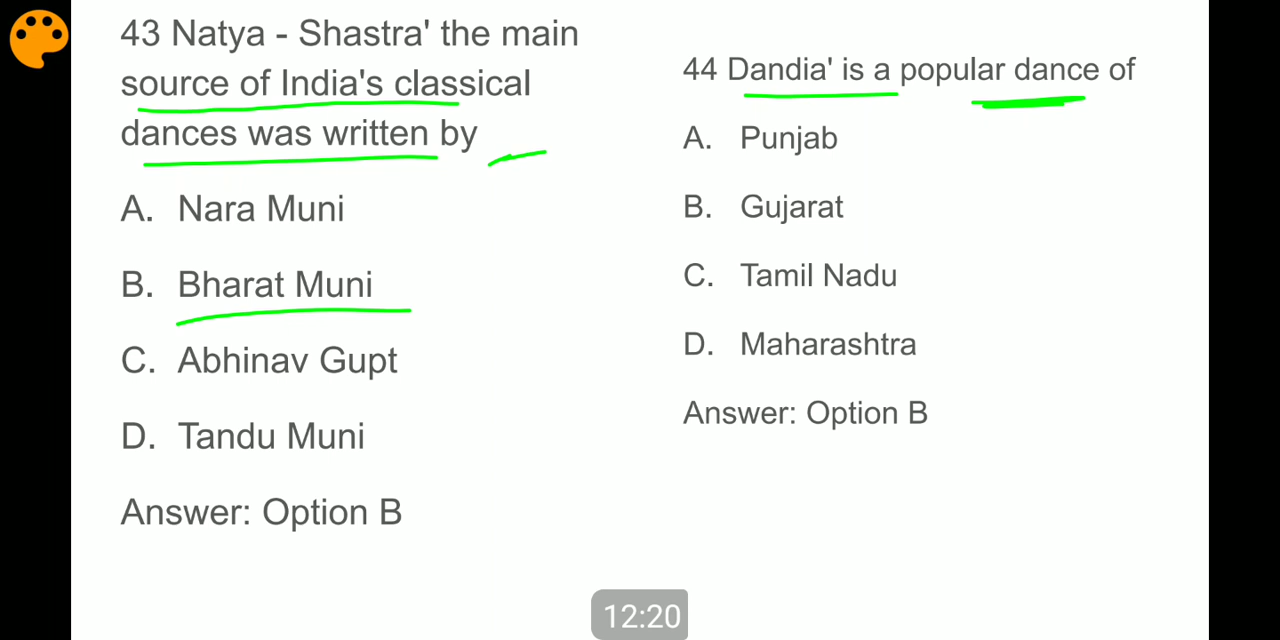 43 Natya - Shastra' the main
source of India's classical
dances was written by
A. Nara Muni
B. Bharat Muni
C. Abhinav Gupt
D. Tandu Muni
Answer: Option B
44 Dandia' is a popular dance of
A. Punjab
B. Gujarat
C. Tamil Nadu
D. Maharashtra
Answer: Option B
12:20